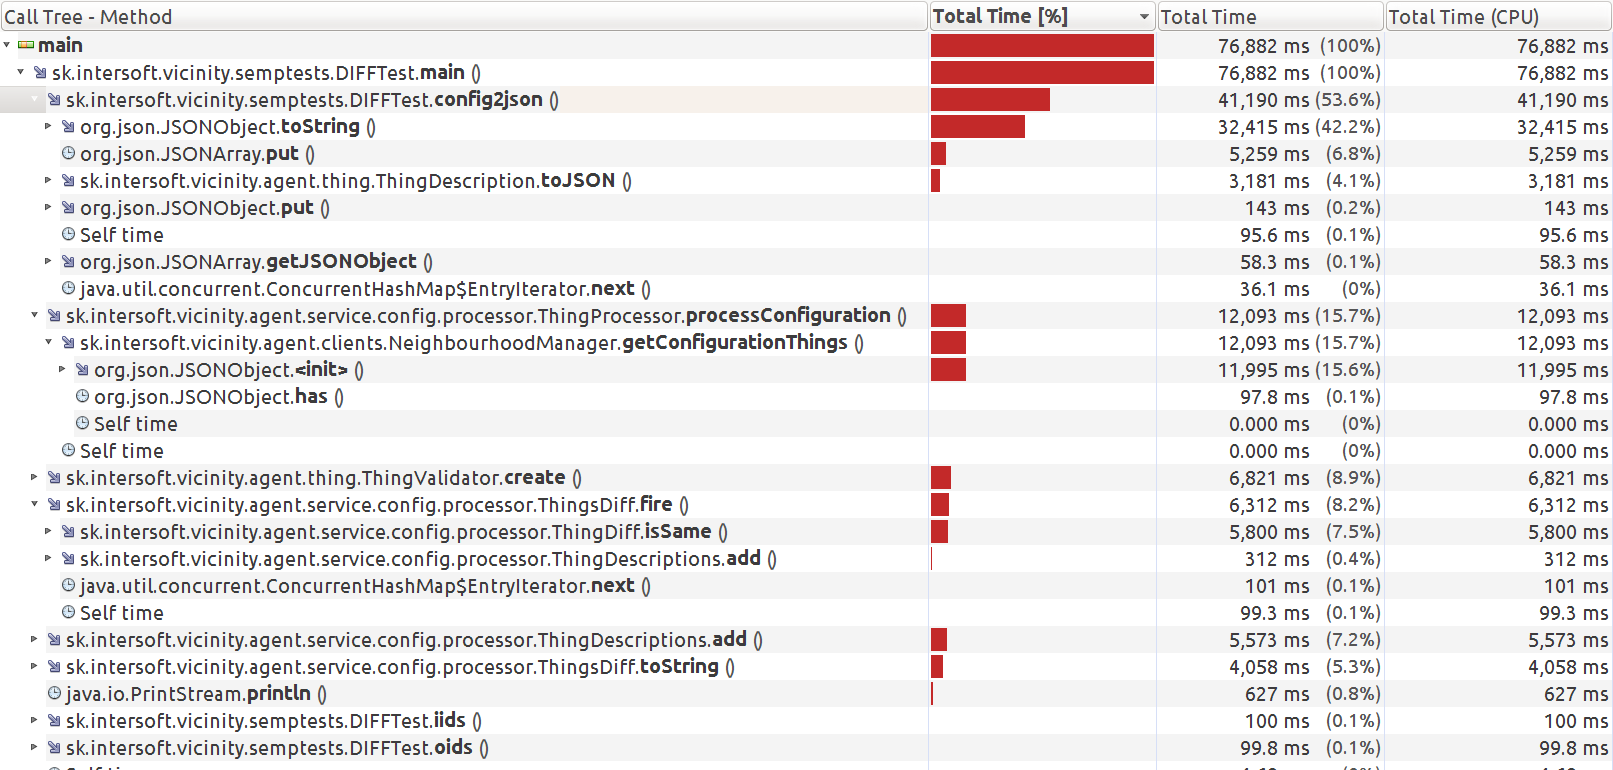 Call Tree - Method Total Time [%] Total Time Total Time (CPU)
main 76,882 ms (100%) 76,882 ms
sk.intersoft.vicinity.semptests.DIFFTest.main () 76,882 ms (100%) 76,882 ms
sk.intersoft.vicinity.semptests.DIFFTest.config2json () 41,190 ms (53.6%) 41,190 ms
org.json.JSONObject.toString () 32,415 ms (42.2%) 32,415 ms
org.json.JSONArray.put () 5,259 ms (6.8%) 5,259 ms
sk.intersoft.vicinity.agent.thing.ThingDescription.toJSON () 3,181 ms (4.1%) 3,181 ms
org.json.JSONObject.put () 143 ms (0.2%) 143 ms
Self time 95.6 ms (0.1%) 95.6 ms
org.json.JSONArray.getJSONObject () 58.3 ms (0.1%) 58.3 ms
java.util.concurrent.ConcurrentHashMap$EntryIterator.next () 36.1 ms (0%) 36.1 ms
sk.intersoft.vicinity.agent.service.config.processor.ThingProcessor.processConfiguration () 12,093 ms (15.7%) 12,093 ms
sk.intersoft.vicinity.agent.clients.NeighbourhoodManager.getConfigurationThings () 12,093 ms (15.7%) 12,093 ms
org.json.JSONObject.<init> () 11,995 ms (15.6%) 11,995 ms
org.json.JSONObject.has () 97.8 ms (0.1%) 97.8 ms
Self time 0.000 ms (0%) 0.000 ms
Self time 0.000 ms (0%) 0.000 ms
sk.intersoft.vicinity.agent.thing.ThingValidator.create () 6,821 ms (8.9%) 6,821 ms
sk.intersoft.vicinity.agent.service.config.processor.ThingsDiff.fire () 6,312 ms (8.2%) 6,312 ms
sk.intersoft.vicinity.agent.service.config.processor.ThingDiff.isSame () 5,800 ms (7.5%) 5,800 ms
sk.intersoft.vicinity.agent.service.config.processor.ThingDescriptions.add () 312 ms (0.4%) 312 ms
java.util.concurrent.ConcurrentHashMap$EntryIterator.next () 101 ms (0.1%) 101 ms
Self time 99.3 ms (0.1%) 99.3 ms
sk.intersoft.vicinity.agent.service.config.processor.ThingDescriptions.add () 5,573 ms (7.2%) 5,573 ms
sk.intersoft.vicinity.agent.service.config.processor.ThingsDiff.toString () 4,058 ms (5.3%) 4,058 ms
java.io.PrintStream.println () 627 ms (0.8%) 627 ms
sk.intersoft.vicinity.semptests.DIFFTest.iids () 100 ms (0.1%) 100 ms
sk.intersoft.vicinity.semptests.DIFFTest.oids () 99.8 ms (0.1%) 99.8 ms